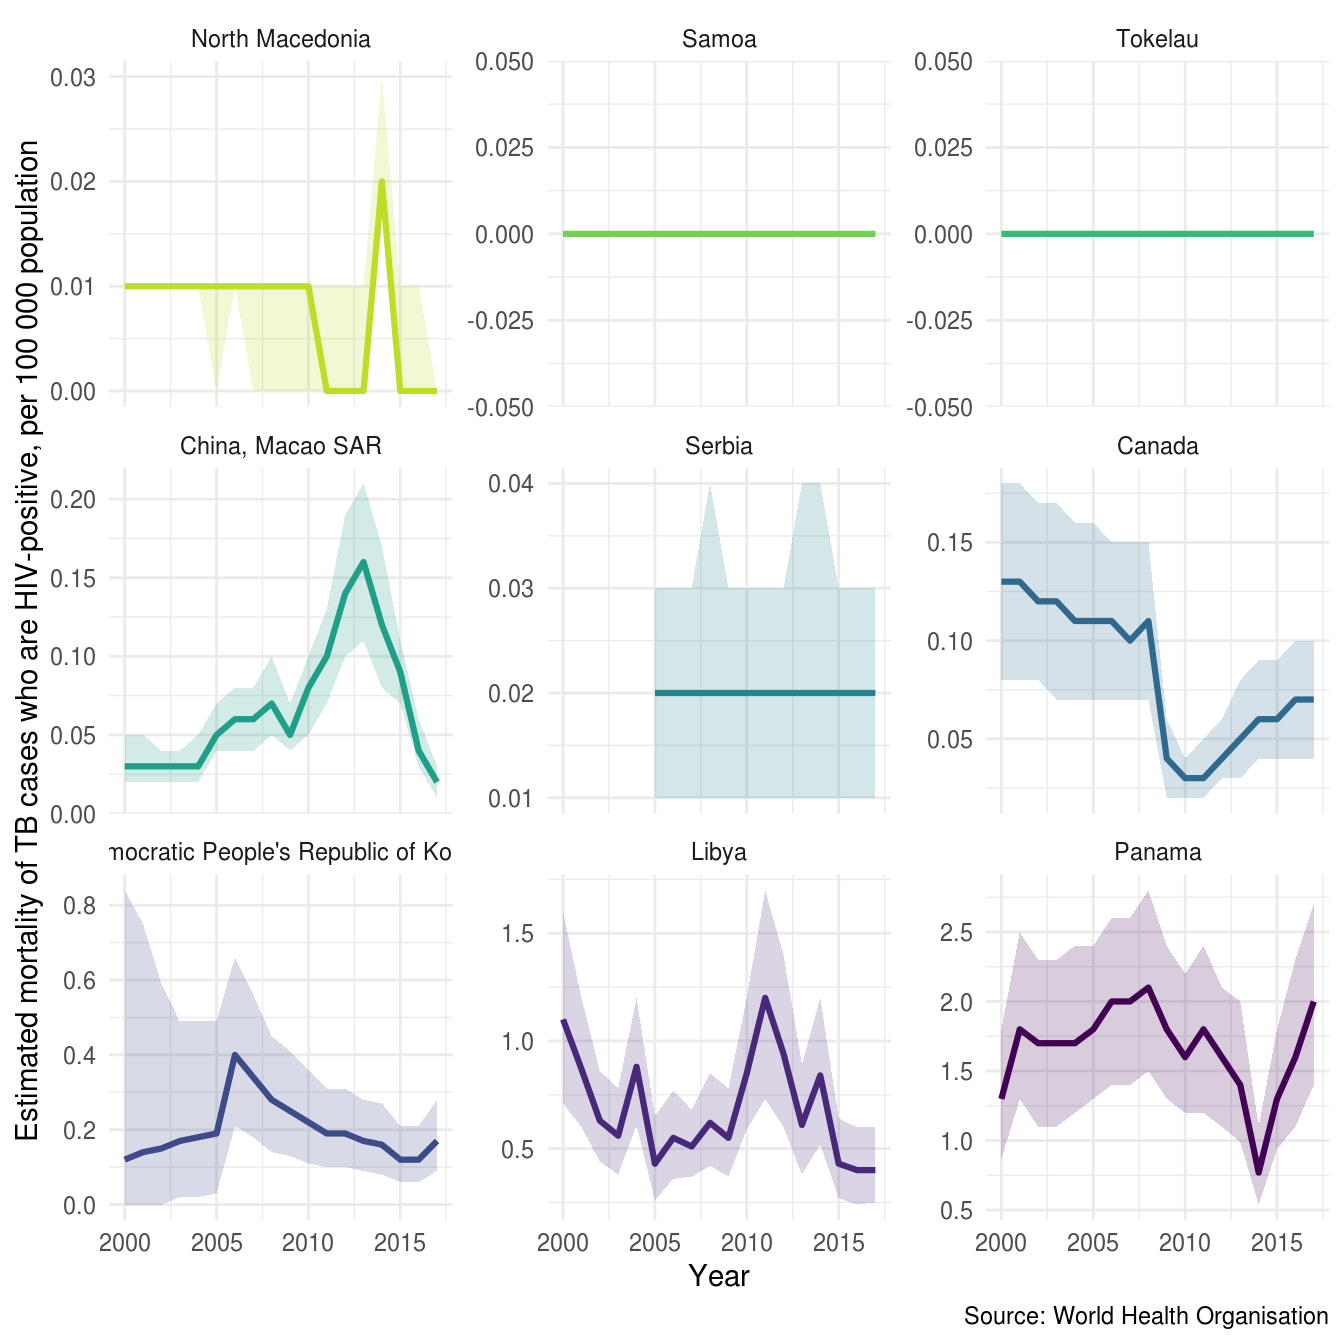 North Macedonia
Samoa
Tokelau
0.03
0.02
0.01
0.00
0.050
0.025
0.000
-0.025
-0.050
0.050
0.025
0.000
-0.025
-0.050
China, Macao SAR
Serbia
Canada
0.20
0.15
0.10
0.05
0.00
0.04
0.03
0.02
0.01
0.15
0.10
0.05
mocratic People's Republic of Ko
Libya
Panama
0.8
0.6
0.4
0.2
0.0
1.5
1.0
0.5
2.5
2.0
1.5
1.0
0.5
2000 2005 2010 2015
2000 2005 2010 2015
2000 2005 2010 2015
Estimated mortality of TB cases who are HIV-positive, per 100 000 population
Year
Source: World Health Organisation